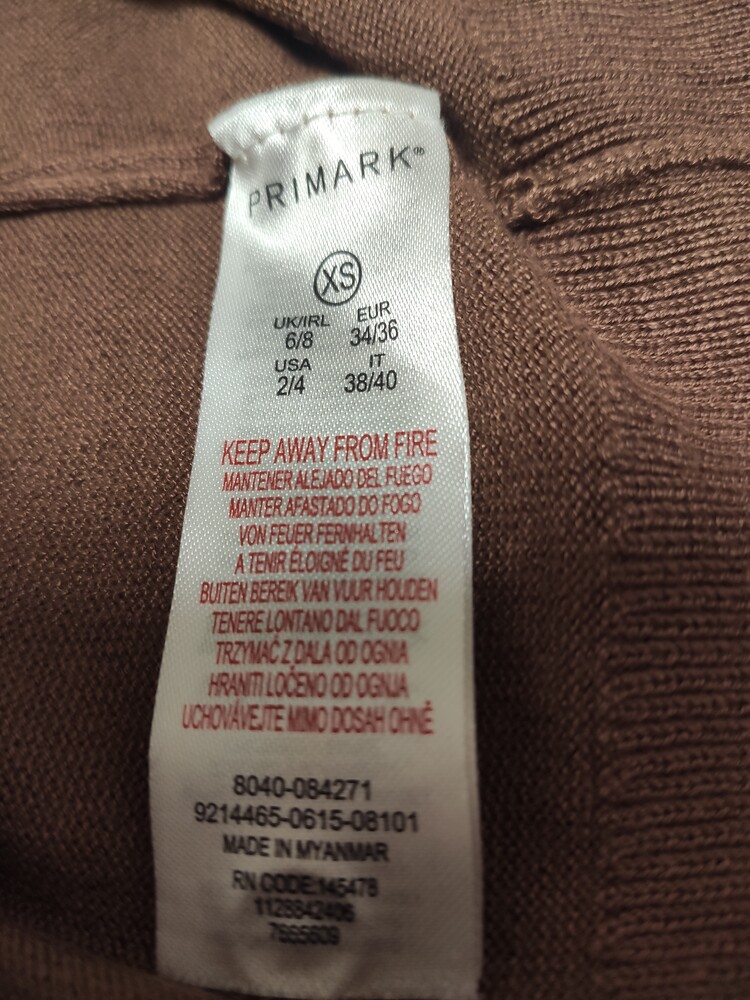 PRIMARK™
XS
UK/IRL EUR
6/8 34/36
USA IT
2/4 38/40
KEEP AWAY FROM FIRE
MANTENER ALEJADO DEL FUEGO
MANTER AFASTADO DO FOGO
VON FEUER FERNHALTEN
A TENIR ÉLOIGNÉ DU FEU
BUITEN BEREIK VAN VUUR HOUDEN
TENERE LONTANO DAL FUOCO
TRZYMAĆ Z DALA OD OGNIA
HRANITI LOČENO OD OGNJA
UCHOVÁVEJTE MIMO DOSAH OHNĚ
8040-084271
9214465-0615-08101
MADE IN MYANMAR
RN CODE:145478